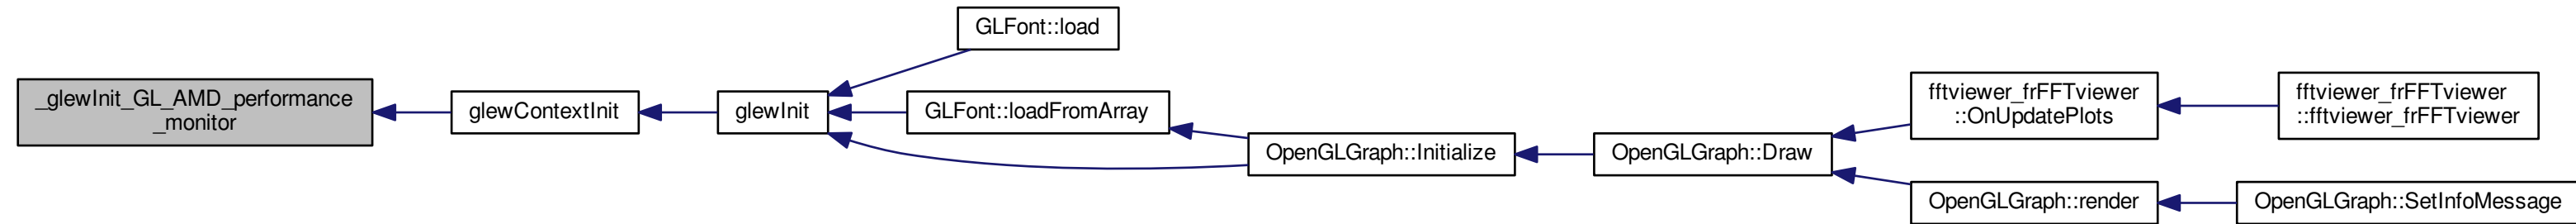 _glewInit_GL_AMD_performance
_monitor
glewContextInit
glewInit
GLFont::load
GLFont::loadFromArray
OpenGLGraph::Initialize
OpenGLGraph::Draw
fftviewer_frFFTviewer
::OnUpdatePlots
OpenGLGraph::render
fftviewer_frFFTviewer
::fftviewer_frFFTviewer
OpenGLGraph::SetInfoMessage